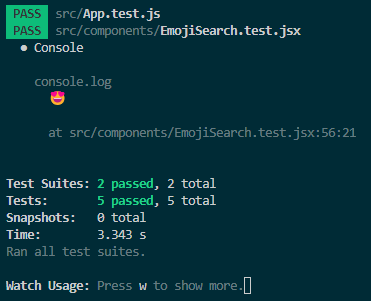 PASS src/App.test.js
PASS src/components/EmojiSearch.test.jsx
● Console
console.log
😍
at src/components/EmojiSearch.test.jsx:56:21
Test Suites: 2 passed, 2 total
Tests: 5 passed, 5 total
Snapshots: 0 total
Time: 3.343 s
Ran all test suites.
Watch Usage: Press w to show more.